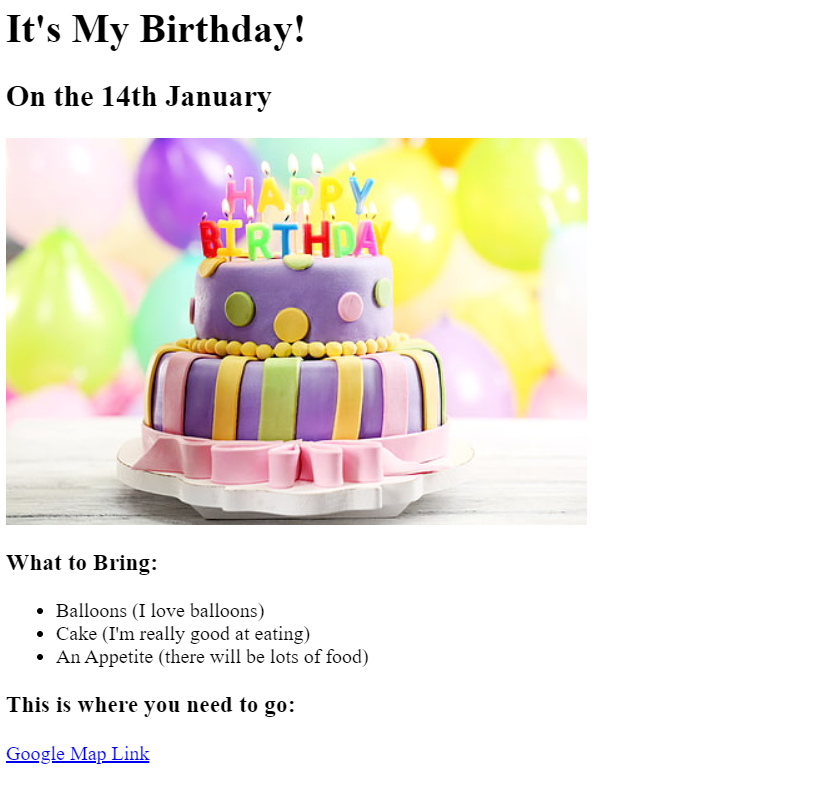 It's My Birthday!
On the 14th January
HAPPY
BIRTHDAY
What to Bring:
Balloons (I love balloons)
Cake (I'm really good at eating)
An Appetite (there will be lots of food)
This is where you need to go:
Google Map Link